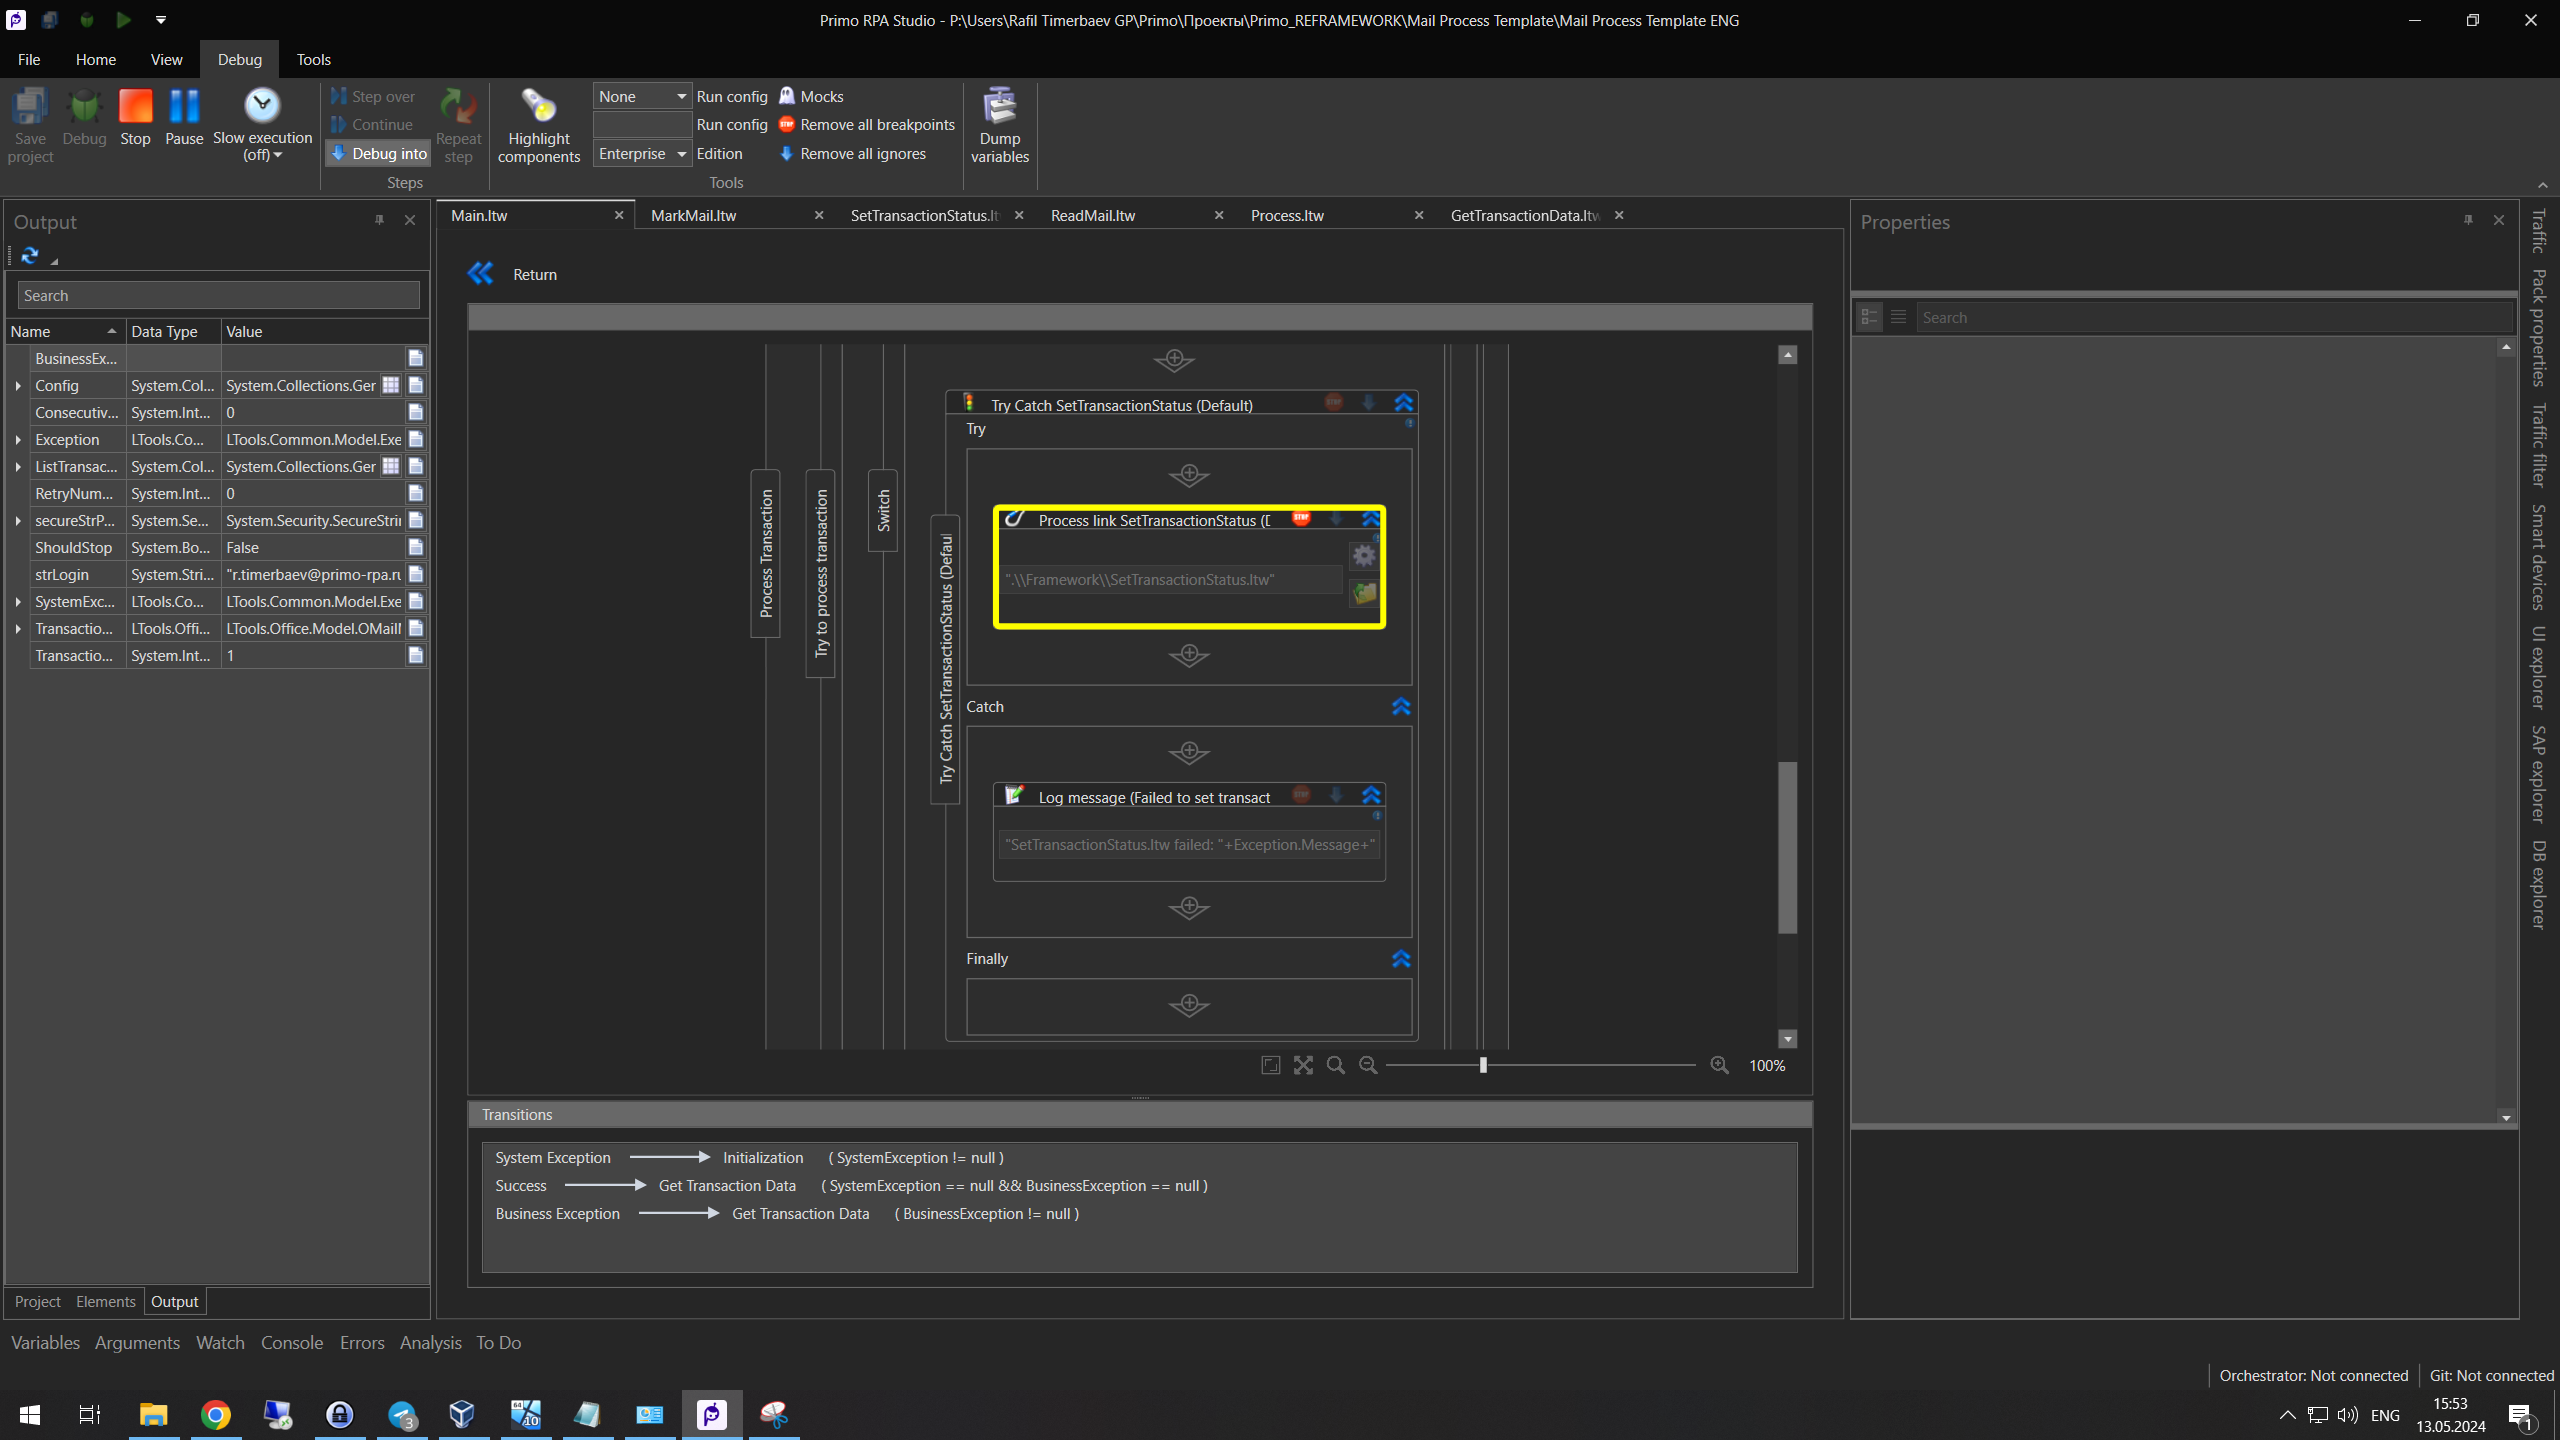 Primo RPA Studio - P:\Users\Rafil Timerbaev GP\Primo\Проекты\Primo_REFRAMEWORK\Mail Process Template\Mail Process Template ENG
File Home View Debug Tools
Save project
Debug
Stop
Pause
Slow execution (off)
Step over
Continue
Debug into
Repeat step
Steps
Highlight components
None Run config
Run config
Enterprise Edition
Mocks
Remove all breakpoints
Remove all ignores
Tools
Dump variables
Output
Search
Name Data Type Value
BusinessEx...
Config System.Col... System.Collections.Ger
Consecutiv... System.Int... 0
Exception LTools.Co... LTools.Common.Model.Exe
ListTransac... System.Col... System.Collections.Ger
RetryNum... System.Int... 0
secureStrP... System.Se... System.Security.SecureStri
ShouldStop System.Bo... False
strLogin System.Stri... "r.timerbaev@primo-rpa.ru
SystemExc... LTools.Co... LTools.Common.Model.Exe
Transactio... LTools.Offi... LTools.Office.Model.OMailI
Transactio... System.Int... 1
Project Elements Output
Main.ltw MarkMail.ltw SetTransactionStatus.lt ReadMail.ltw Process.ltw GetTransactionData.ltw
Return
Process Transaction
Try to process transaction
Switch
Try Catch SetTransactionStatus (Defaul
Try Catch SetTransactionStatus (Default)
Try
Process link SetTransactionStatus (D
STOP
".\\Framework\\SetTransactionStatus.ltw"
Catch
Log message (Failed to set transact
"SetTransactionStatus.ltw failed: "+Exception.Message+"
Finally
100%
Transitions
System Exception Initialization ( SystemException != null )
Success Get Transaction Data ( SystemException == null && BusinessException == null )
Business Exception Get Transaction Data ( BusinessException != null )
Properties
Search
Traffic
Pack properties
Traffic filter
Smart devices
UI explorer
SAP explorer
DB explorer
Variables Arguments Watch Console Errors Analysis To Do
Orchestrator: Not connected Git: Not connected
3
64
10
ENG
15:53
13.05.2024
1